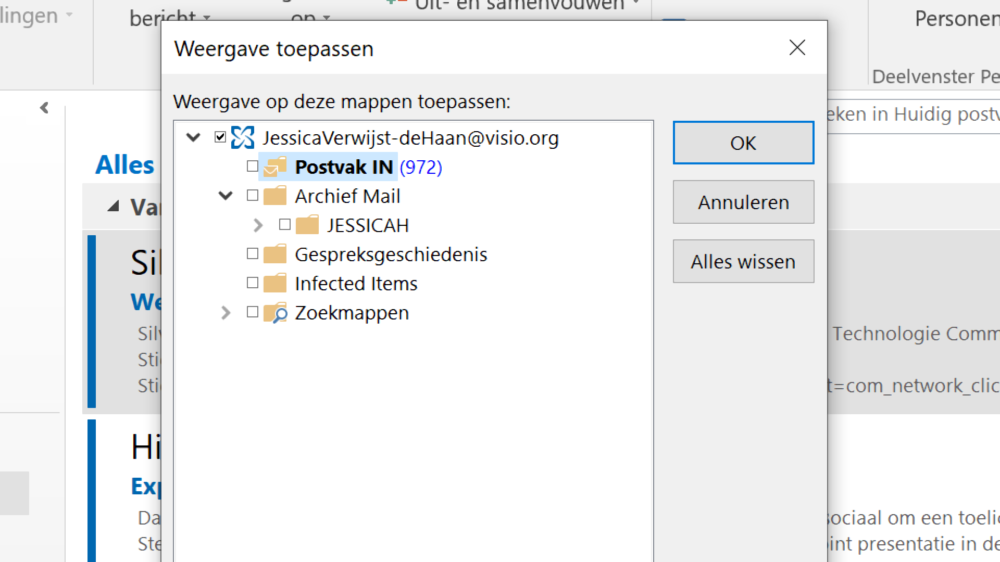 lingen
bericht
op
Uit- en samenvouwen
Personen
Deelvenster Pe
Weergave toepassen
Weergave op deze mappen toepassen:
JessicaVerwijst-deHaan@visio.org
Postvak IN (972)
Archief Mail
JESSICAH
Gespreksgeschiedenis
Infected Items
Zoekmappen
OK
Annuleren
Alles wissen
eken in Huidig postv
Alles
Va
Sil
We
Silv
Technologie Comm
Sti
Sti
t=com_network_clic
Hi
Exp
Da
sociaal om een toelic
Ste
int presentatie in de